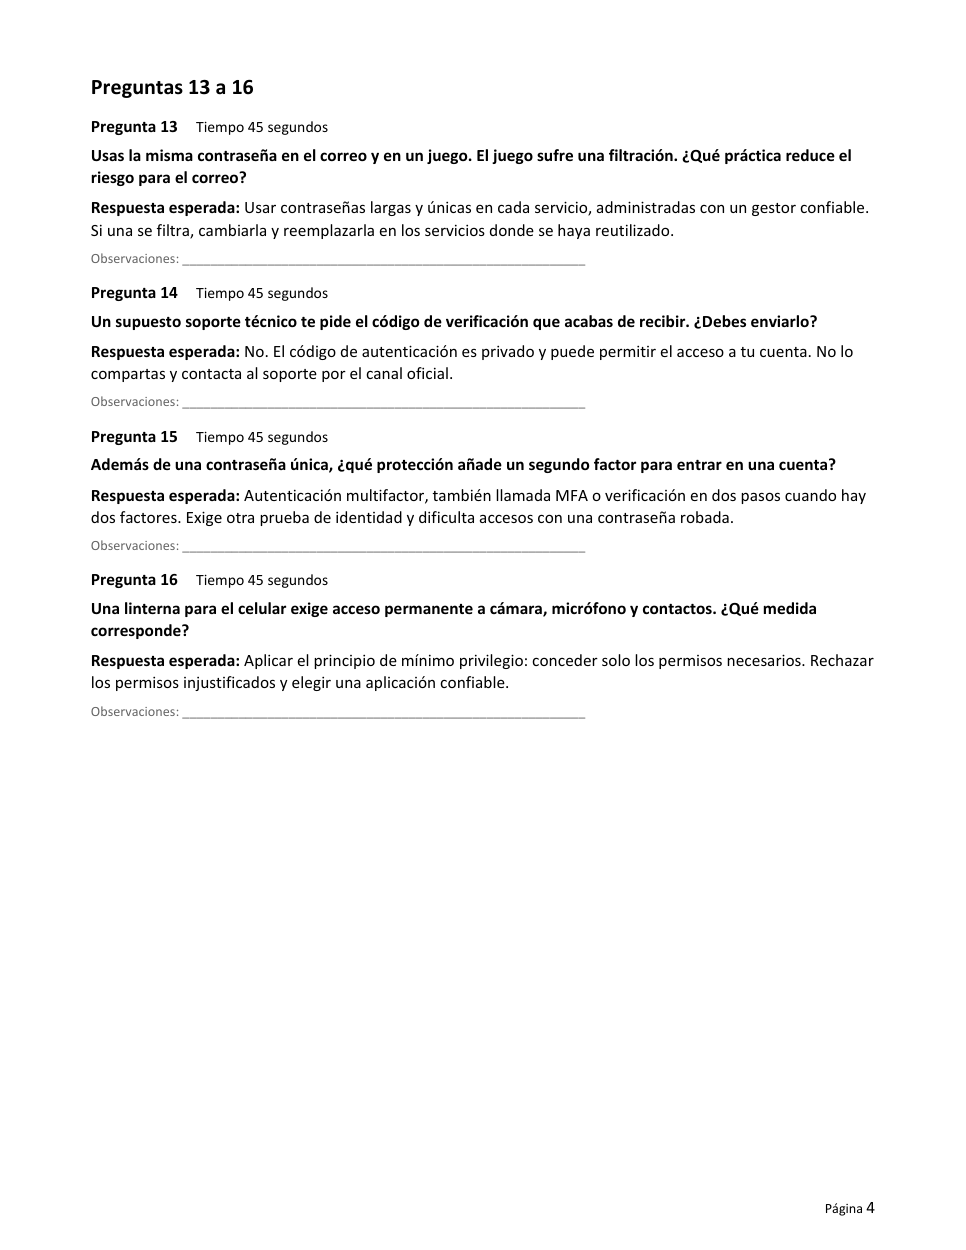 Preguntas 13 a 16
Pregunta 13 Tiempo 45 segundos
Usas la misma contraseña en el correo y en un juego. El juego sufre una filtración. ¿Qué práctica reduce el
riesgo para el correo?
Respuesta esperada: Usar contraseñas largas y únicas en cada servicio, administradas con un gestor confiable.
Si una se filtra, cambiarla y reemplazarla en los servicios donde se haya reutilizado.
Observaciones: ______________________________________________________________
Pregunta 14 Tiempo 45 segundos
Un supuesto soporte técnico te pide el código de verificación que acabas de recibir. ¿Debes enviarlo?
Respuesta esperada: No. El código de autenticación es privado y puede permitir el acceso a tu cuenta. No lo
compartas y contacta al soporte por el canal oficial.
Observaciones: ______________________________________________________________
Pregunta 15 Tiempo 45 segundos
Además de una contraseña única, ¿qué protección añade un segundo factor para entrar en una cuenta?
Respuesta esperada: Autenticación multifactor, también llamada MFA o verificación en dos pasos cuando hay
dos factores. Exige otra prueba de identidad y dificulta accesos con una contraseña robada.
Observaciones: ______________________________________________________________
Pregunta 16 Tiempo 45 segundos
Una linterna para el celular exige acceso permanente a cámara, micrófono y contactos. ¿Qué medida
corresponde?
Respuesta esperada: Aplicar el principio de mínimo privilegio: conceder solo los permisos necesarios. Rechazar
los permisos injustificados y elegir una aplicación confiable.
Observaciones: ______________________________________________________________
Página 4